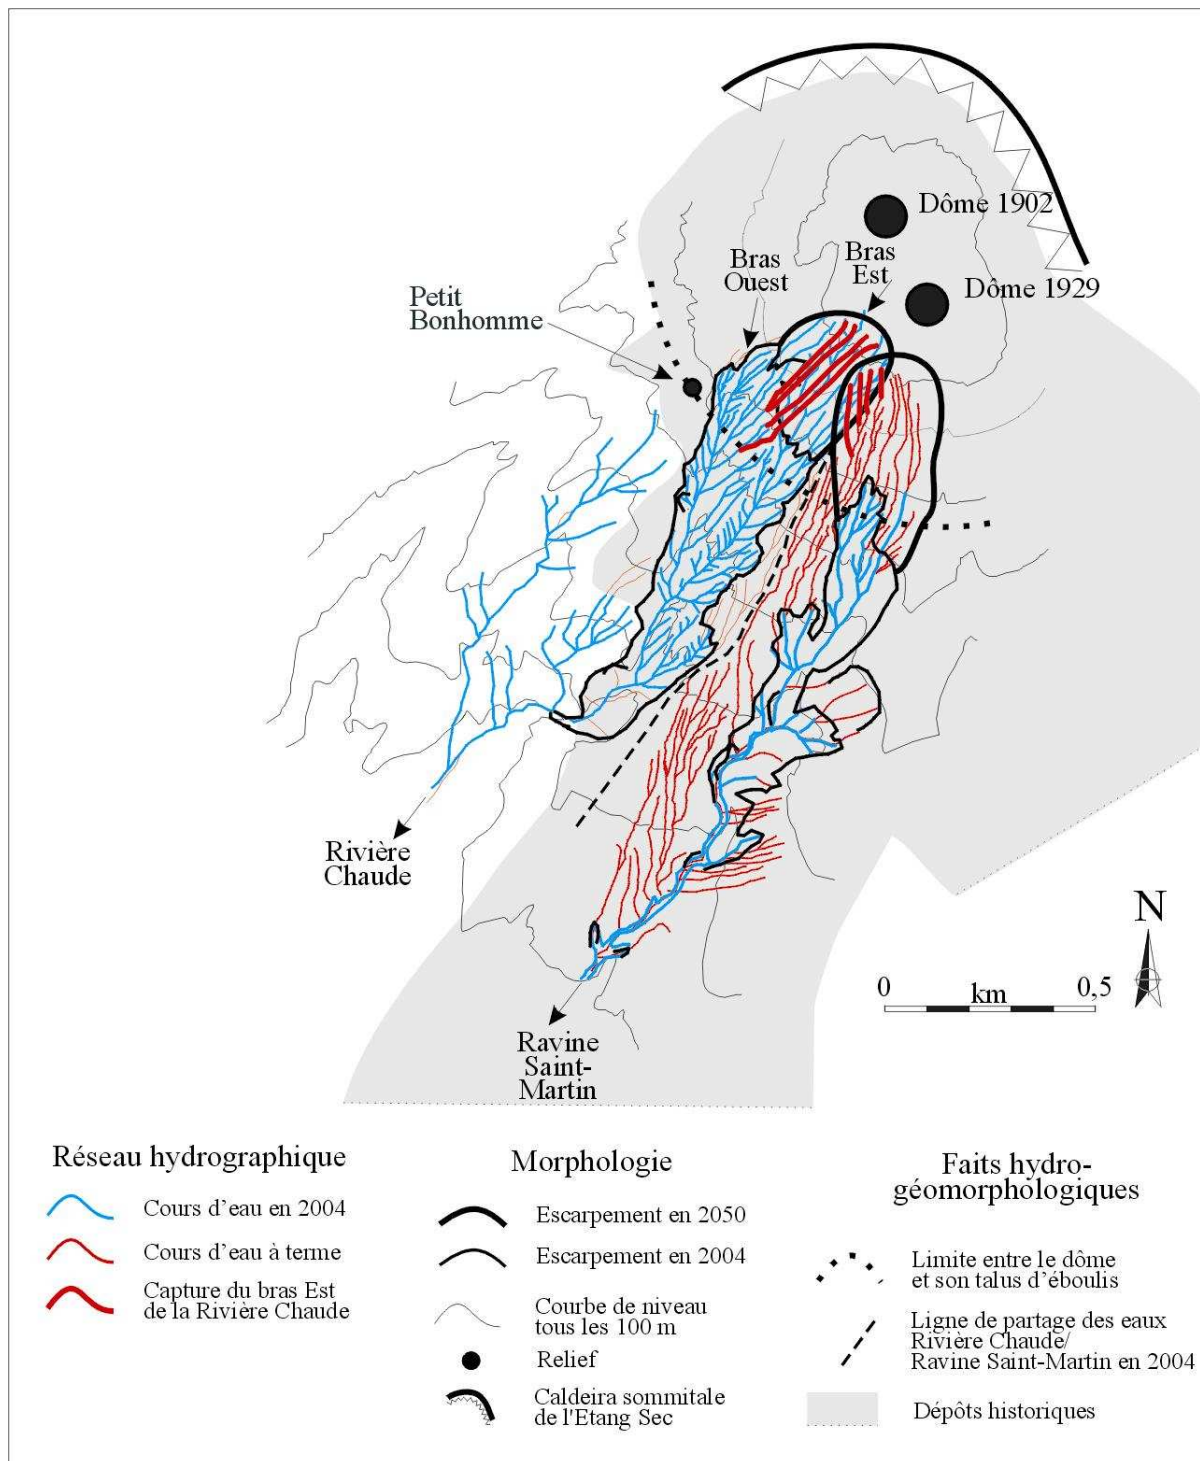 Dôme 1902
Bras
Est
Bras
Ouest
Dôme 1929
Petit
Bonhomme
Rivière
Chaude
N
0
km
0,5
Ravine
Saint-
Martin
Réseau hydrographique
Cours d’eau en 2004
Cours d’eau à terme
Capture du bras Est
de la Rivière Chaude
Morphologie
Escarpement en 2050
Escarpement en 2004
Courbe de niveau
tous les 100 m
Relief
Caldeira sommitale
de l'Etang Sec
Faits hydro-
géomorphologiques
Limite entre le dôme
et son talus d’éboulis
Ligne de partage des eaux
Rivière Chaude/
Ravine Saint-Martin en 2004
Dépôts historiques